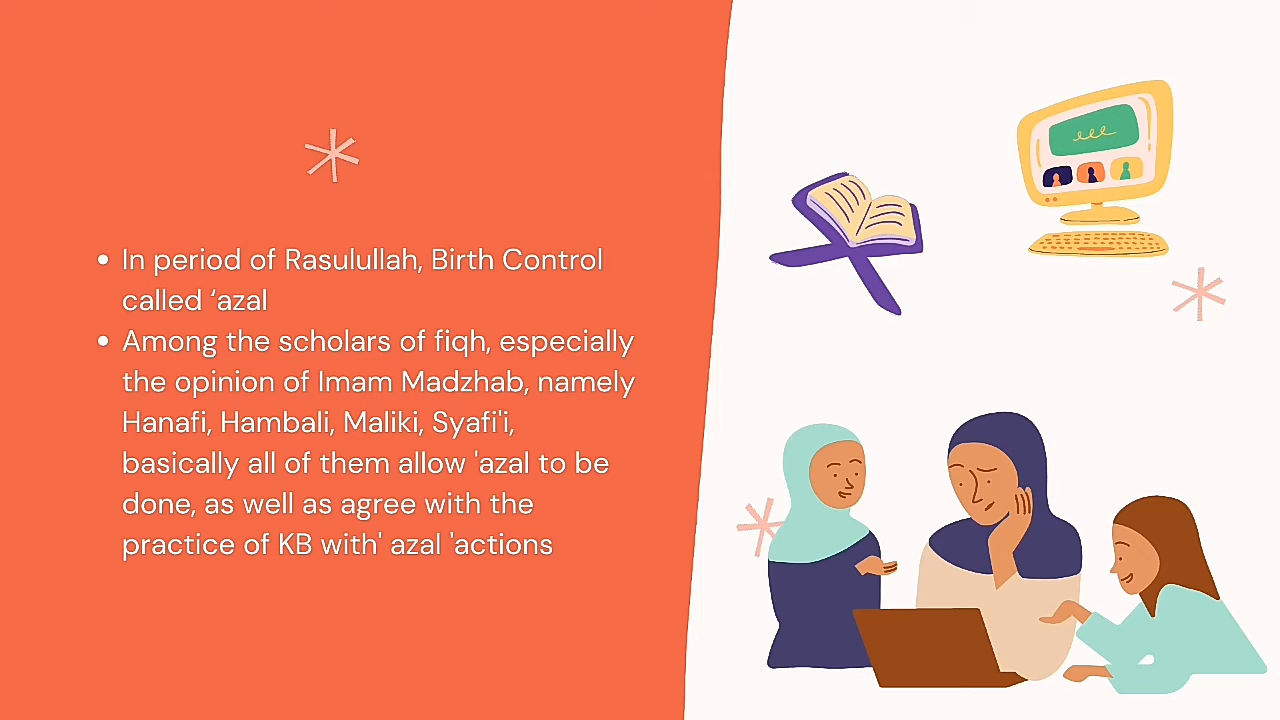 • In period of Rasulullah, Birth Control
called ‘azal
• Among the scholars of fiqh, especially
the opinion of Imam Madzhab, namely
Hanafi, Hambali, Maliki, Syafi'i,
basically all of them allow 'azal to be
done, as well as agree with the
practice of KB with' azal 'actions